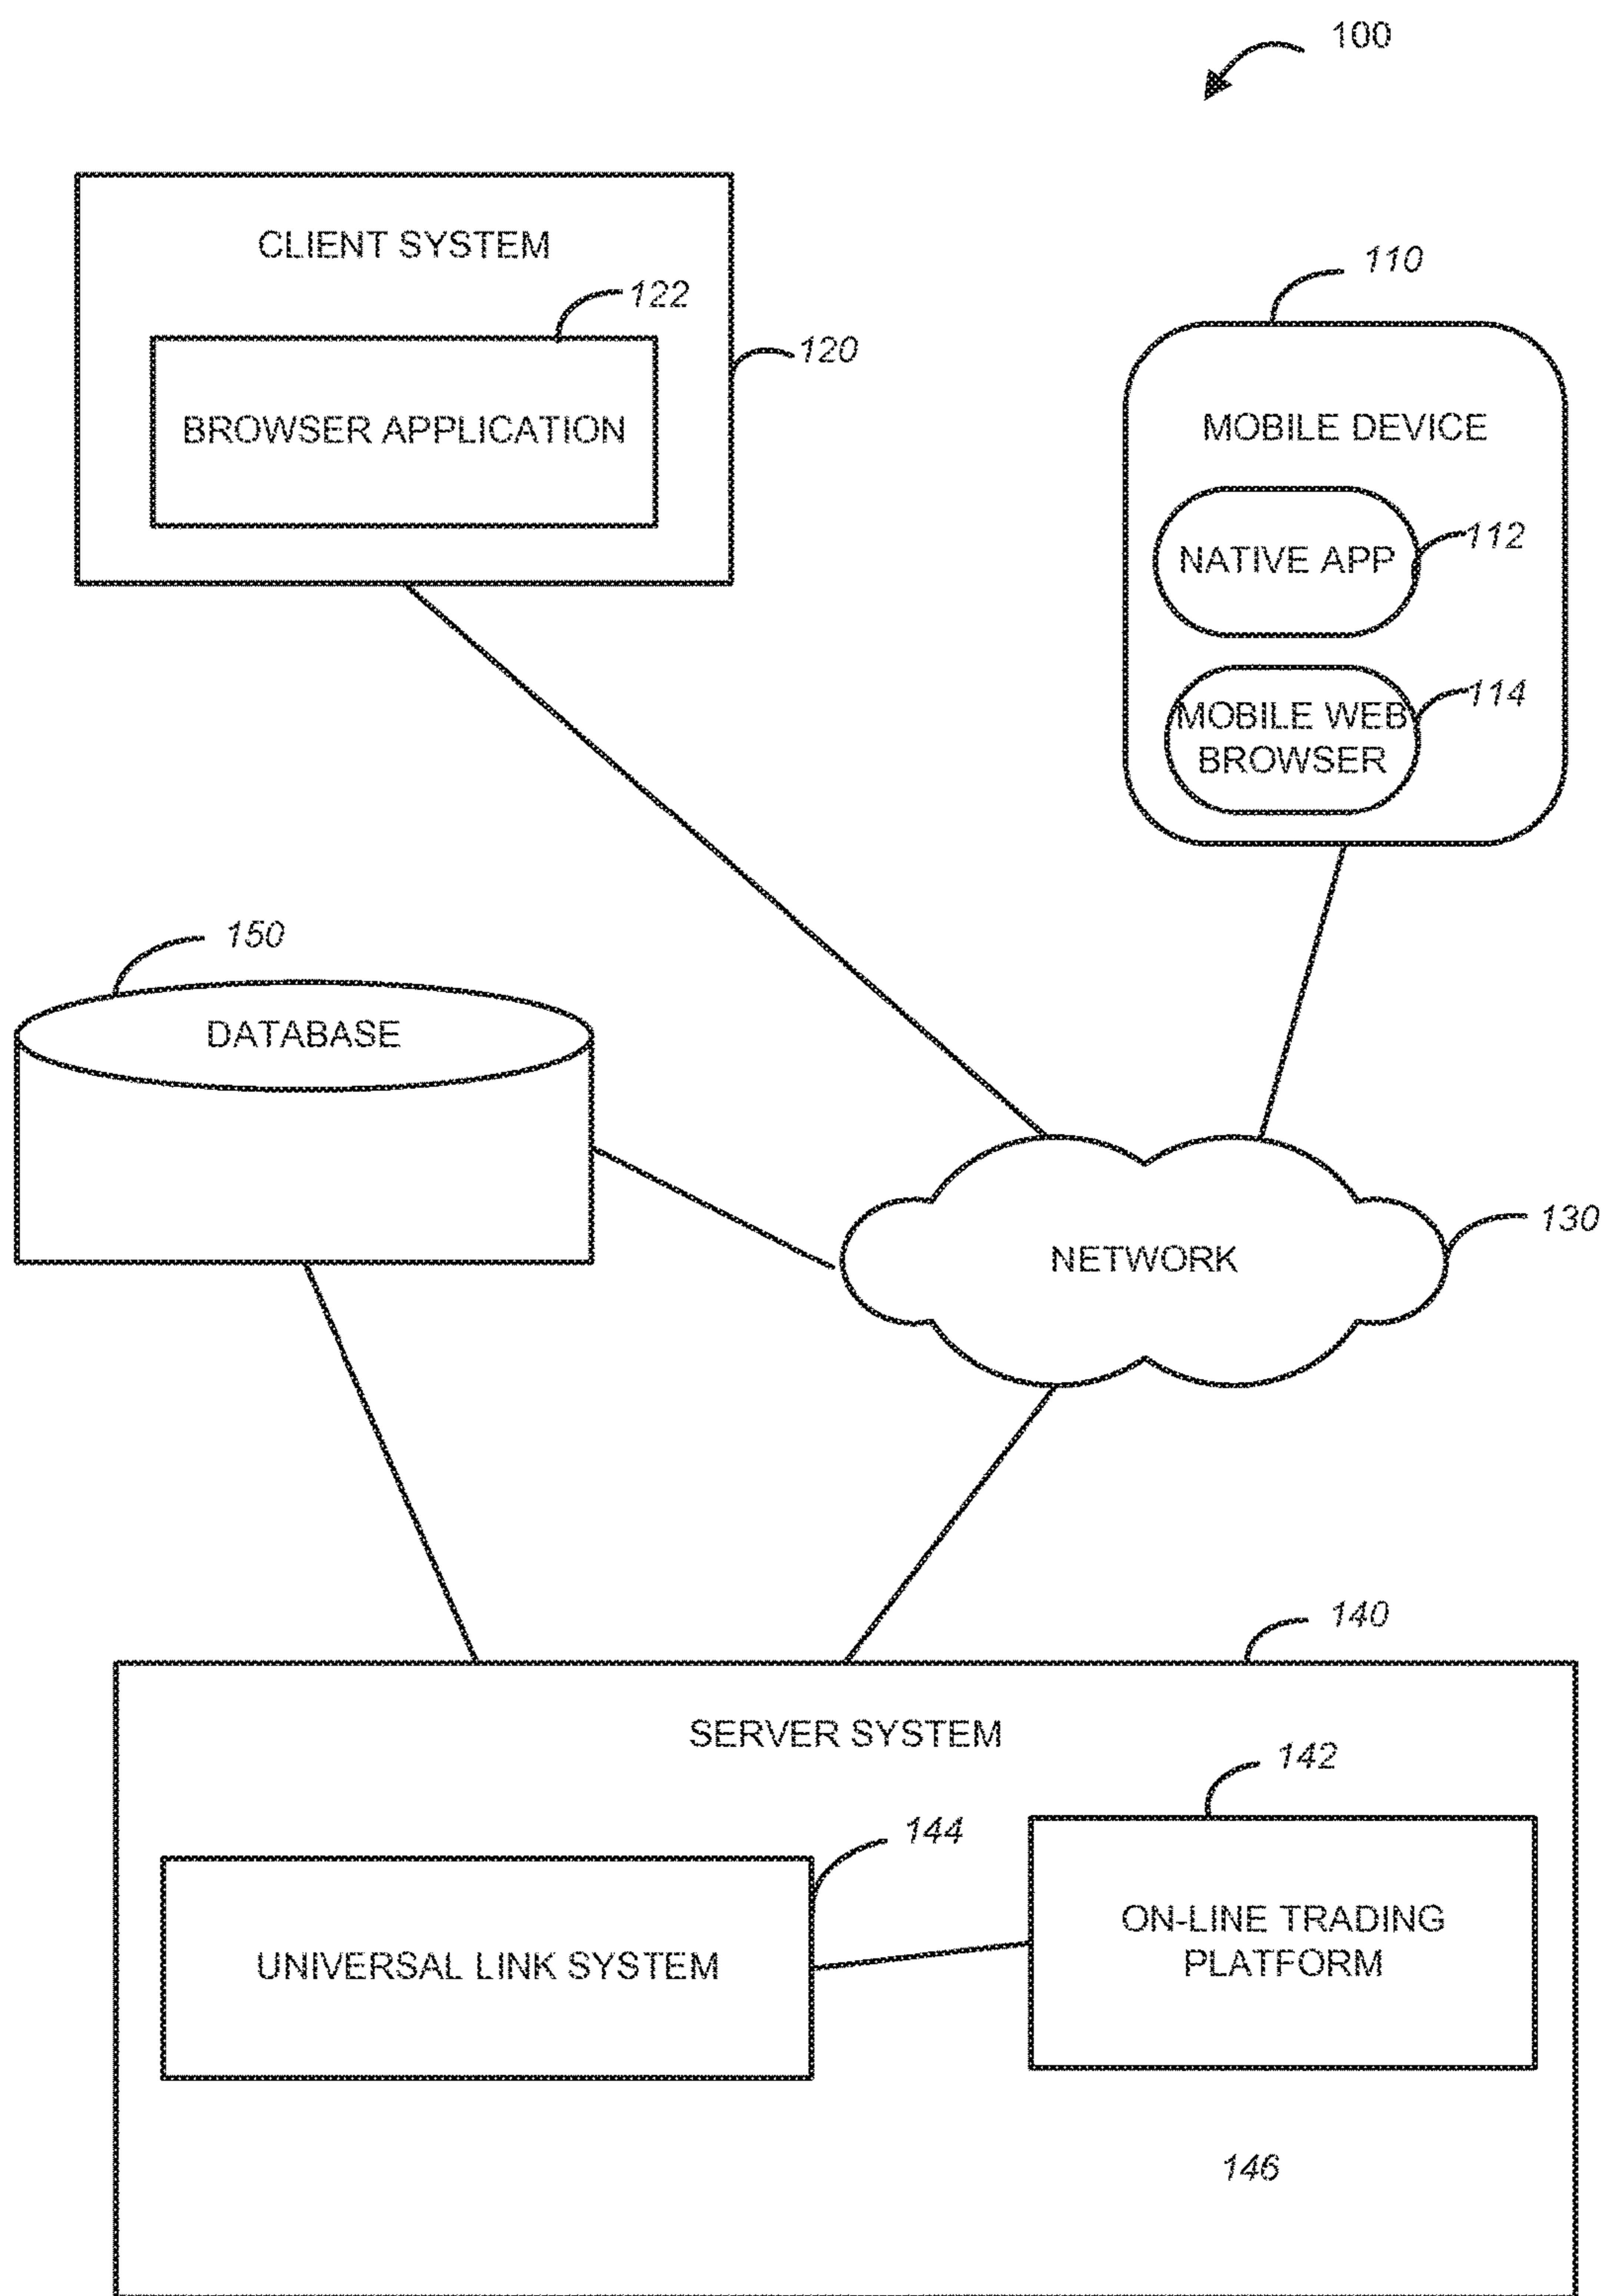 100
CLIENT SYSTEM
122
BROWSER APPLICATION
120
110
MOBILE DEVICE
NATIVE APP
112
MOBILE WEB
BROWSER
114
150
DATABASE
NETWORK
130
140
SERVER SYSTEM
142
144
ON-LINE TRADING
PLATFORM
UNIVERSAL LINK SYSTEM
146